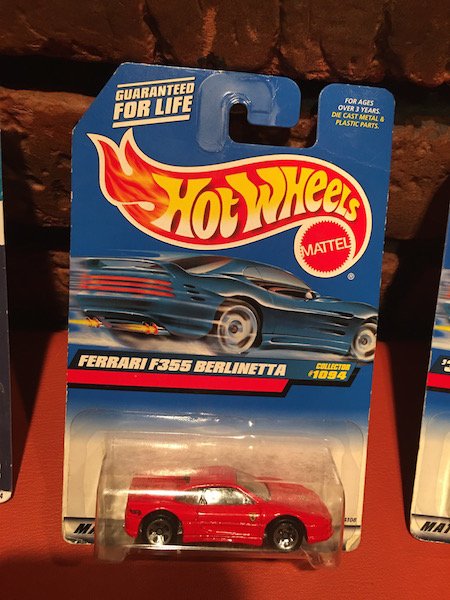 GUARANTEED
FOR LIFE
FOR AGES
OVER 3 YEARS.
DIE CAST METAL &
PLASTIC PARTS.
HOT WHEELS
MATTEL
®
FERRARI F355 BERLINETTA
COLLECTOR
#1094